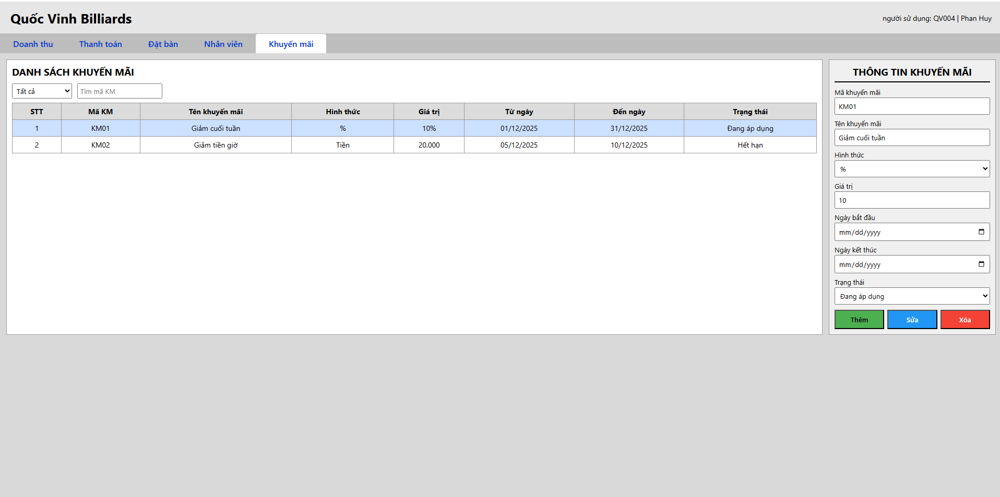 Quốc Vinh Billiards
người sử dụng: QV004 | Phan Huy
Doanh thu Thanh toán Đặt bàn Nhân viên Khuyến mãi
DANH SÁCH KHUYẾN MÃI
Tất cả Tìm mã KM
STT Mã KM Tên khuyến mãi Hình thức Giá trị Từ ngày Đến ngày Trạng thái
1 KM01 Giảm cuối tuần % 10% 01/12/2025 31/12/2025 Đang áp dụng
2 KM02 Giảm tiền giờ Tiền 20.000 05/12/2025 10/12/2025 Hết hạn
THÔNG TIN KHUYẾN MÃI
Mã khuyến mãi
KM01
Tên khuyến mãi
Giảm cuối tuần
Hình thức
%
Giá trị
10
Ngày bắt đầu
mm/dd/yyyy
Ngày kết thúc
mm/dd/yyyy
Trạng thái
Đang áp dụng
Thêm Sửa Xóa